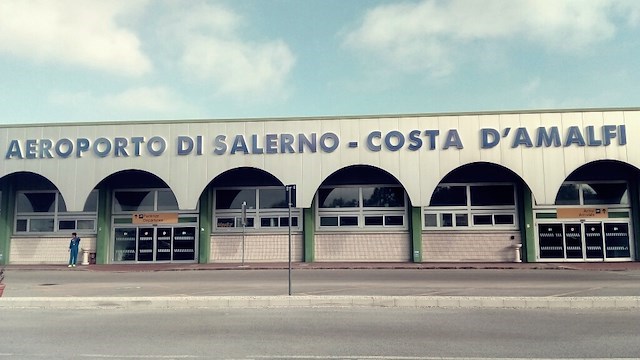 AEROPORTO DI SALERNO - COSTA D'AMALFI